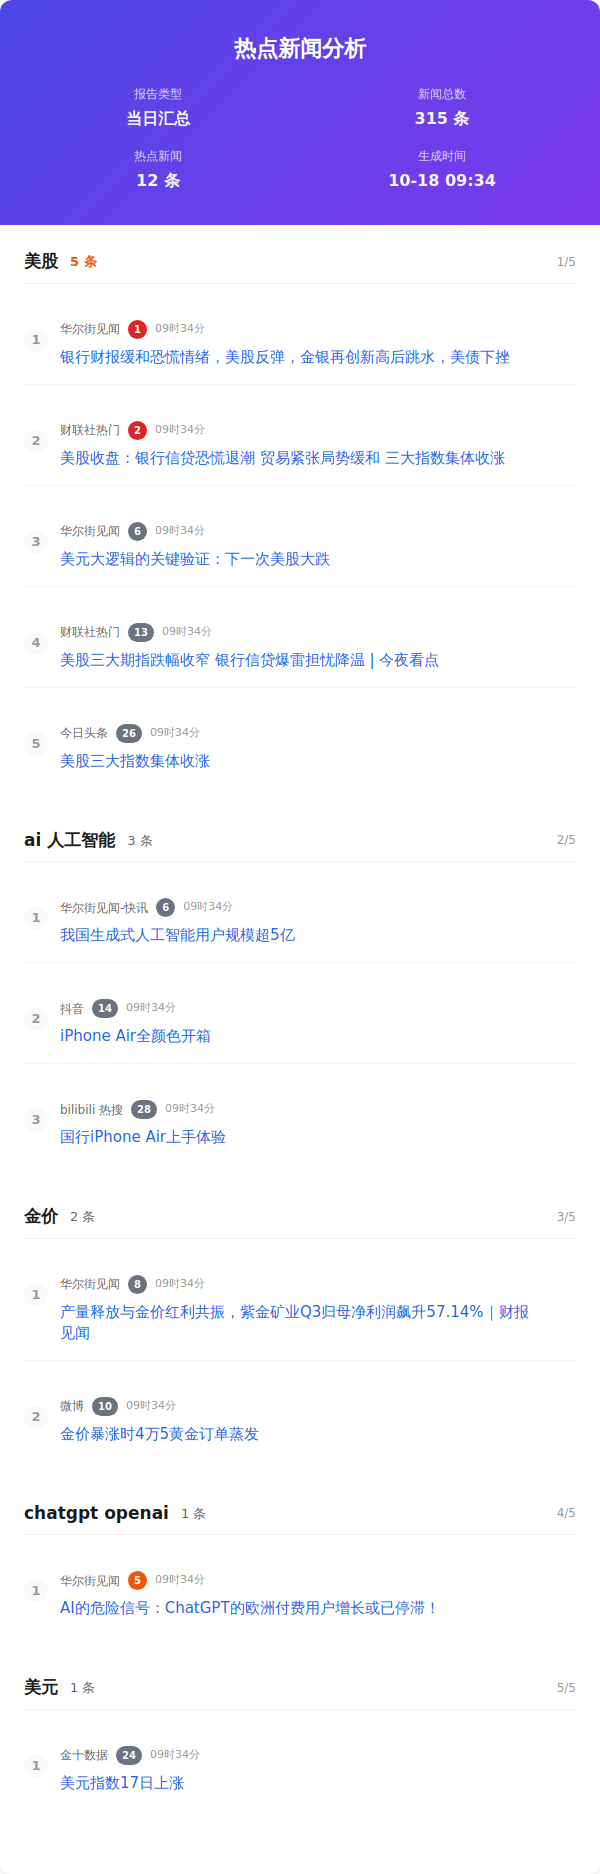 热点新闻分析
报告类型
当日汇总
新闻总数
315 条
热点新闻
12 条
生成时间
10-18 09:34
美股 5 条 1/5
1
华尔街见闻 1 09时34分
银行财报缓和恐慌情绪，美股反弹，金银再创新高后跳水，美债下挫
2
财联社热门 2 09时34分
美股收盘：银行信贷恐慌退潮 贸易紧张局势缓和 三大指数集体收涨
3
华尔街见闻 6 09时34分
美元大逻辑的关键验证：下一次美股大跌
4
财联社热门 13 09时34分
美股三大期指跌幅收窄 银行信贷爆雷担忧降温 | 今夜看点
5
今日头条 26 09时34分
美股三大指数集体收涨
ai 人工智能 3 条 2/5
1
华尔街见闻-快讯 6 09时34分
我国生成式人工智能用户规模超5亿
2
抖音 14 09时34分
iPhone Air全颜色开箱
3
bilibili 热搜 28 09时34分
国行iPhone Air上手体验
金价 2 条 3/5
1
华尔街见闻 8 09时34分
产量释放与金价红利共振，紫金矿业Q3归母净利润飙升57.14%｜财报
见闻
2
微博 10 09时34分
金价暴涨时4万5黄金订单蒸发
chatgpt openai 1 条 4/5
1
华尔街见闻 5 09时34分
AI的危险信号：ChatGPT的欧洲付费用户增长或已停滞！
美元 1 条 5/5
1
金十数据 24 09时34分
美元指数17日上涨